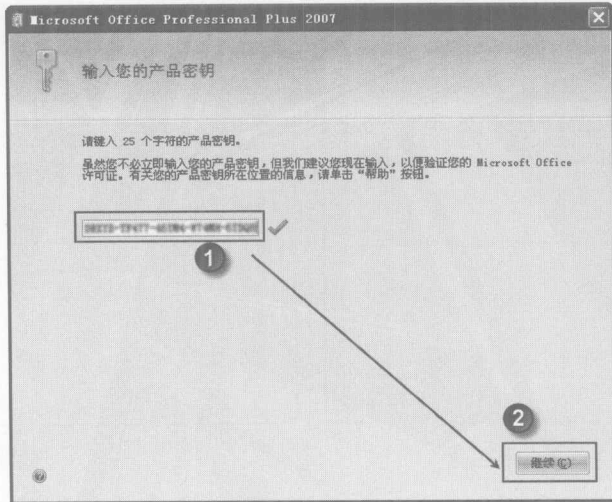 Microsoft Office Professional Plus 2007
输入您的产品密钥
请键入 25 个字符的产品密钥。
虽然您不必立即输入您的产品密钥，但我们建议您现在输入，以便验证您的 Microsoft Office
许可证。有关您的产品密钥所在位置的信息，请单击“帮助”按钮。
1
2
继续(C)